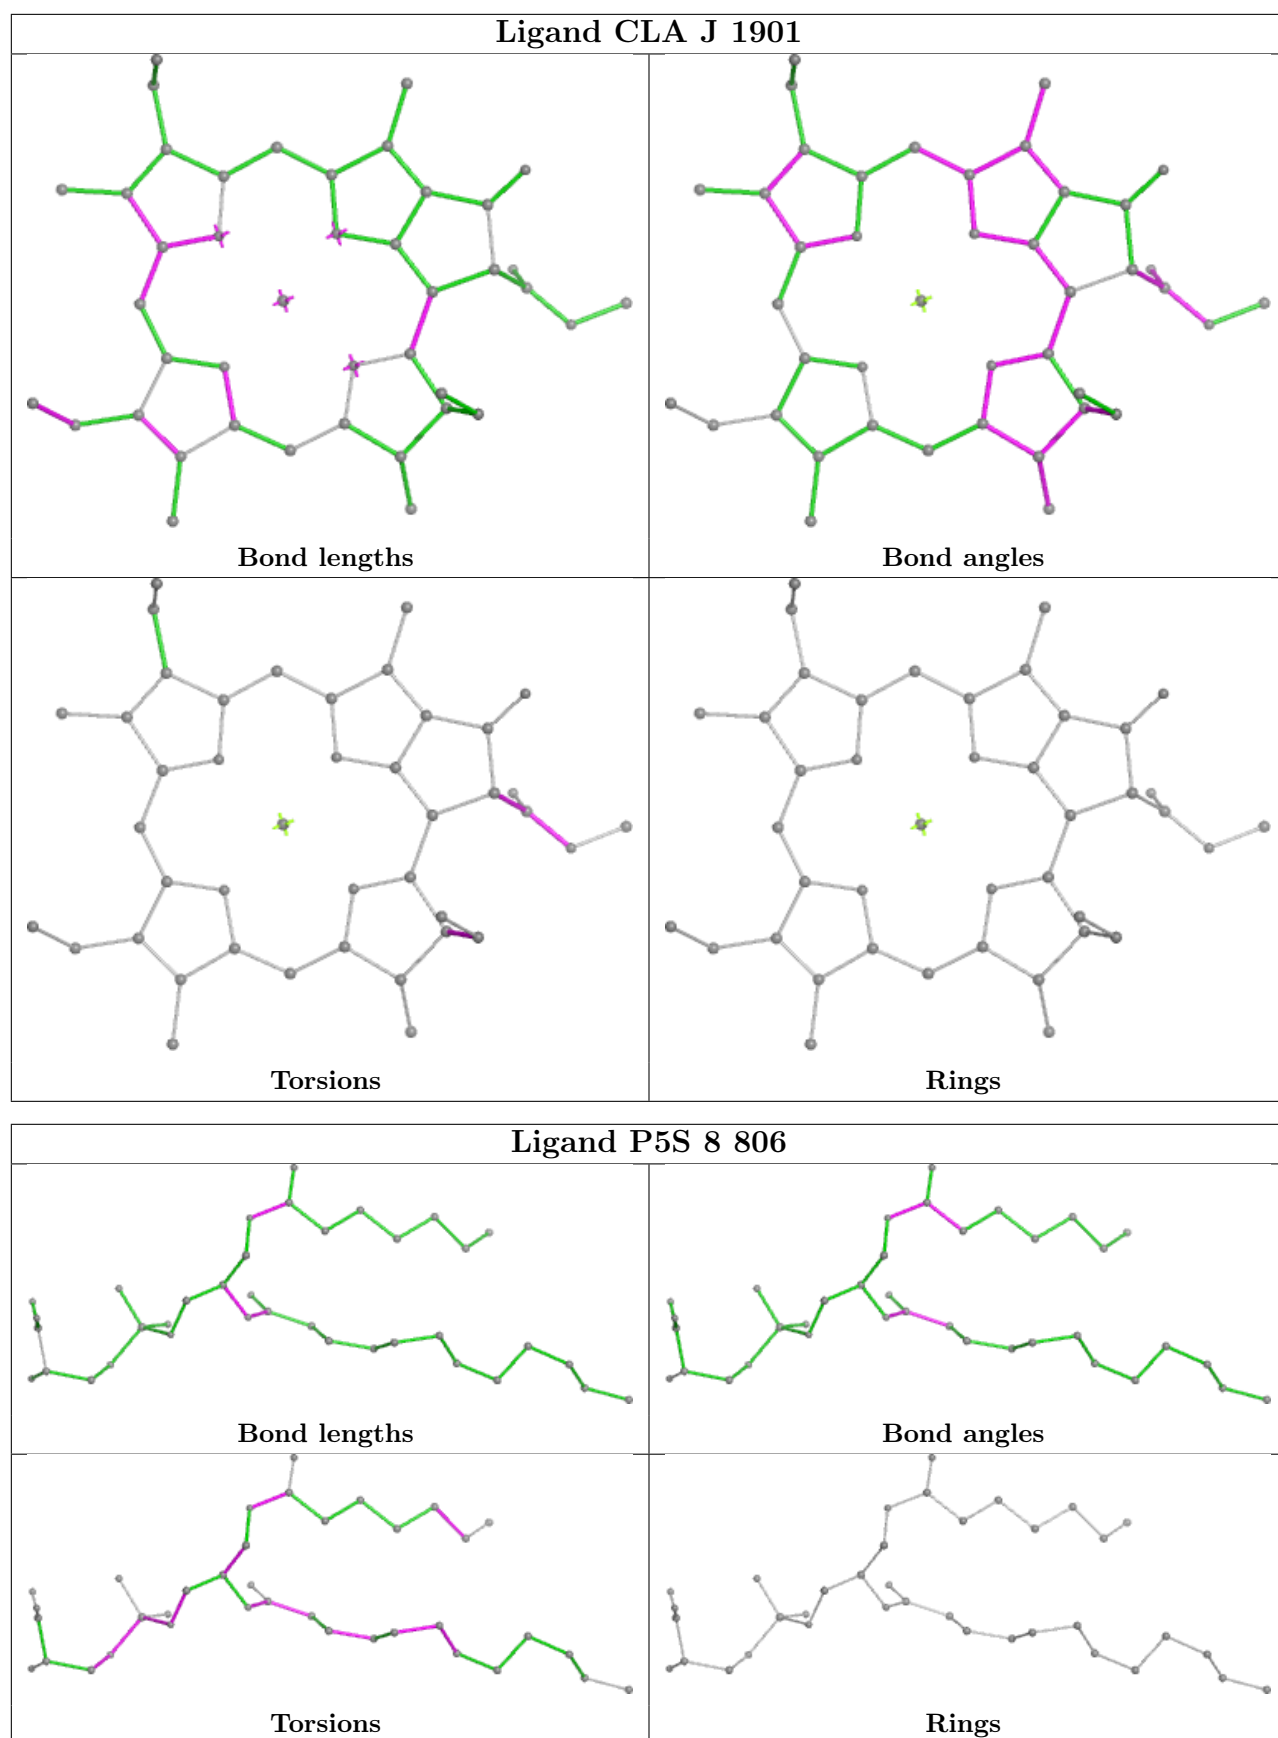 Ligand CLA J 1901
Bond lengths
Bond angles
Torsions
Rings
Ligand P5S 8 806
Bond lengths
Bond angles
Torsions
Rings